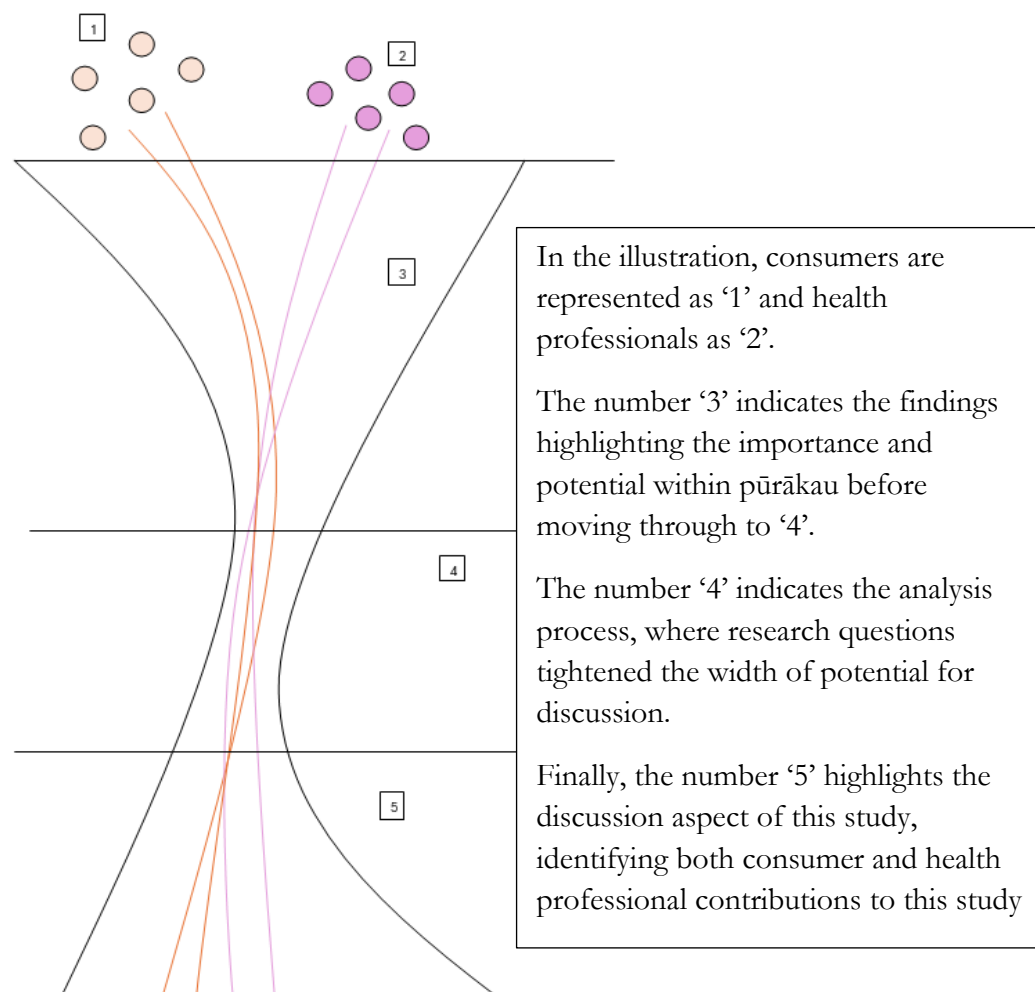 1
2
3
4
5
In the illustration, consumers are
represented as ‘1’ and health
professionals as ‘2’.
The number ‘3’ indicates the findings
highlighting the importance and
potential within pūrākau before
moving through to ‘4’.
The number ‘4’ indicates the analysis
process, where research questions
tightened the width of potential for
discussion.
Finally, the number ‘5’ highlights the
discussion aspect of this study,
identifying both consumer and health
professional contributions to this study